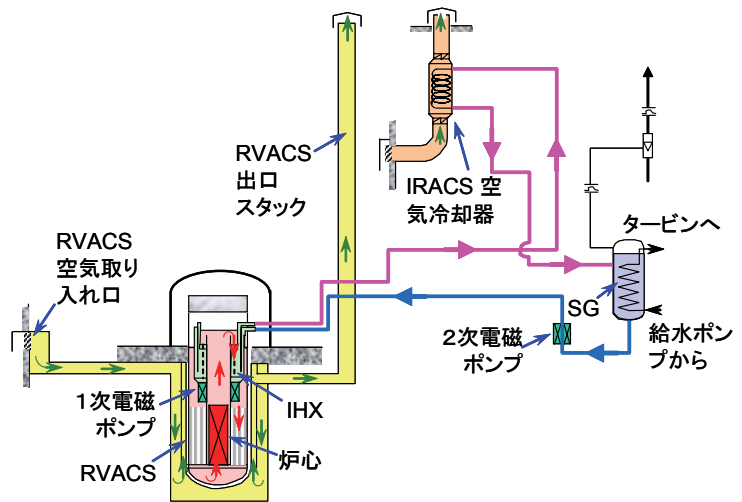 RVACS
出口
スタック
IRACS 空
気冷却器
タービンへ
RVACS
空気取り
入れ口
SG
2次電磁
ポンプ
給水ポン
プから
1次電磁
ポンプ
IHX
RVACS
炉心